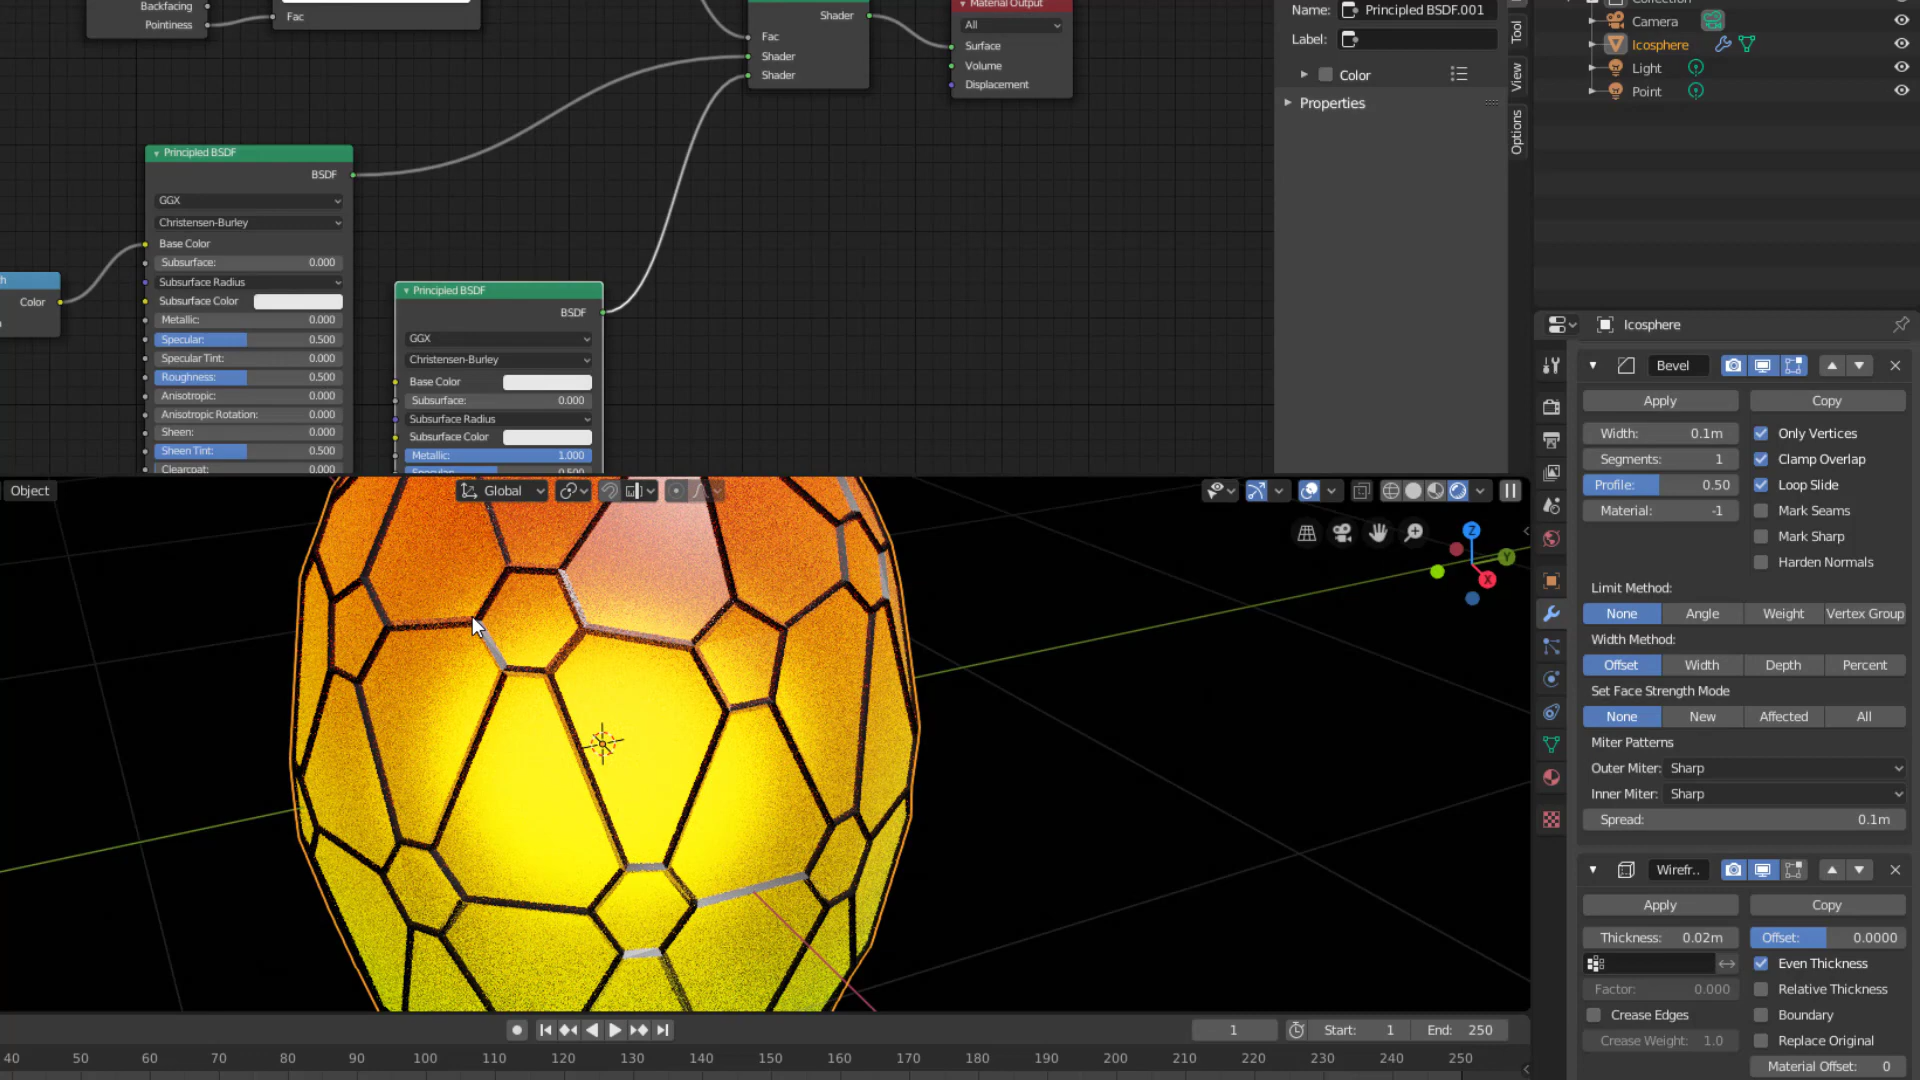 Backfacing
Pointiness
Fac
Shader
Fac
Shader
Shader
Material Output
All
Surface
Volume
Displacement
Name: Principled BSDF.001
Label:
Color
Properties
Tool
View
Options
Collection
Camera
Icosphere
Light
Point
h
Color
Principled BSDF
BSDF
GGX
Christensen-Burley
Base Color
Subsurface: 0.000
Subsurface Radius
Subsurface Color
Metallic: 0.000
Specular: 0.500
Specular Tint: 0.000
Roughness: 0.500
Anisotropic: 0.000
Anisotropic Rotation: 0.000
Sheen: 0.000
Sheen Tint: 0.500
Clearcoat: 0.000
Principled BSDF
BSDF
GGX
Christensen-Burley
Base Color
Subsurface: 0.000
Subsurface Radius
Subsurface Color
Metallic: 1.000
Specular: 0.500
Icosphere
Bevel
Apply Copy
Width: 0.1m
Only Vertices
Segments: 1
Clamp Overlap
Profile: 0.50
Loop Slide
Material: -1
Mark Seams
Mark Sharp
Harden Normals
Limit Method:
None Angle Weight Vertex Group
Width Method:
Offset Width Depth Percent
Set Face Strength Mode
None New Affected All
Miter Patterns
Outer Miter: Sharp
Inner Miter: Sharp
Spread: 0.1m
Wirefr..
Apply Copy
Thickness: 0.02m
Offset: 0.0000
Even Thickness
Factor: 0.000
Relative Thickness
Crease Edges
Boundary
Crease Weight: 1.0
Replace Original
Material Offset: 0
Object
Global
Z
Y
X
1
Start: 1
End: 250
40 50 60 70 80 90 100 110 120 130 140 150 160 170 180 190 200 210 220 230 240 250